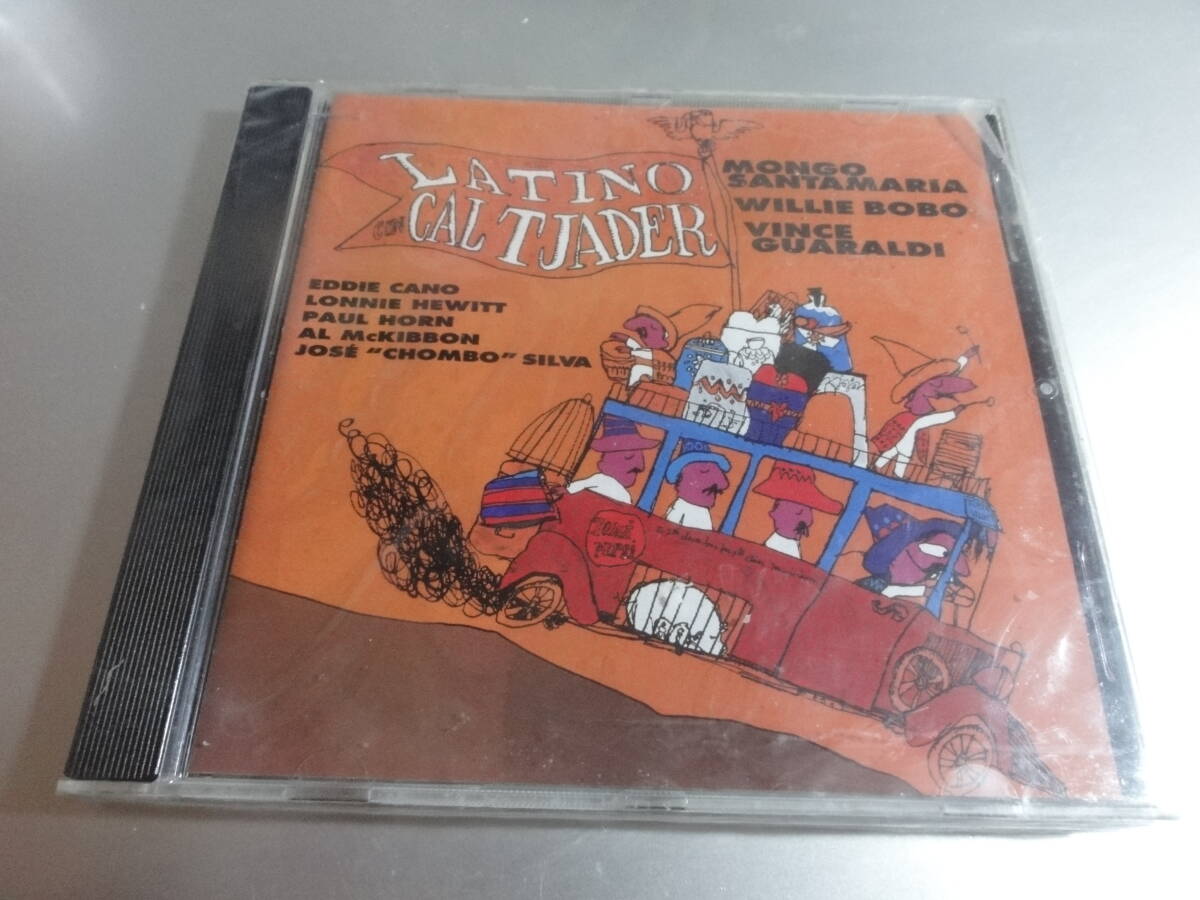 LATINO
CON CAL TJADER
MONGO
SANTAMARIA
WILLIE BOBO
VINCE
GUARALDI
EDDIE CANO
LONNIE HEWITT
PAUL HORN
AL McKIBBON
JOSÉ "CHOMBO" SILVA